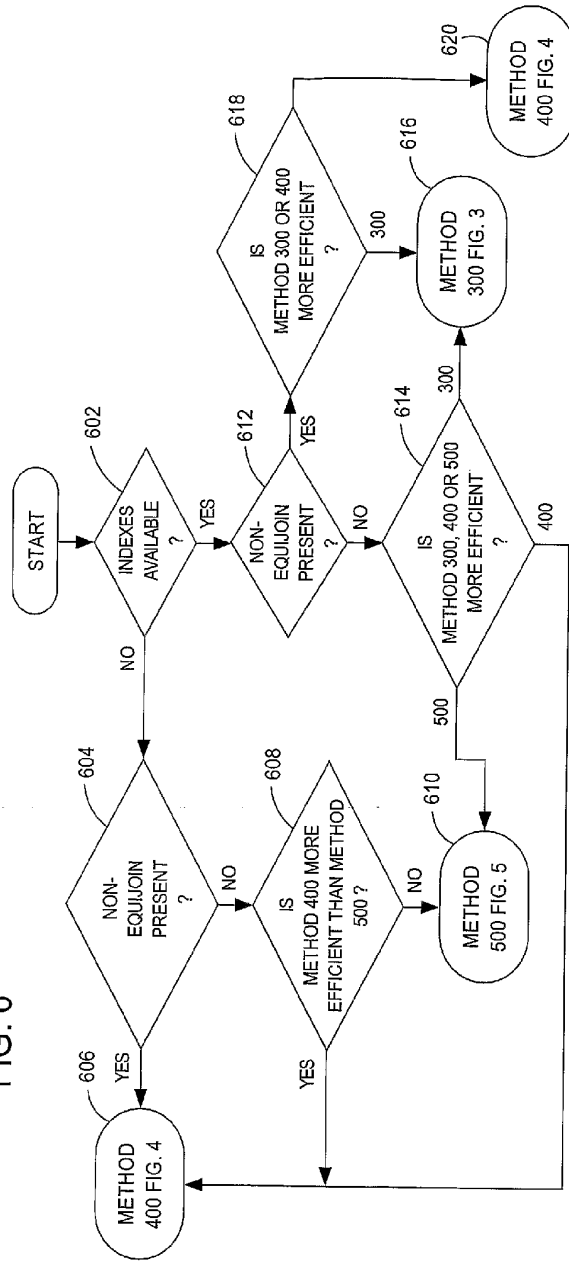 FIG. 6
START
602
INDEXES
AVAILABLE
?
NO
YES
604
NON-
EQUIJOIN
PRESENT
?
YES
NO
606
METHOD
400 FIG. 4
608
IS
METHOD 400 MORE
EFFICIENT THAN METHOD
500 ?
YES
NO
610
METHOD
500 FIG. 5
612
NON-
EQUIJOIN
PRESENT
?
YES
NO
614
IS
METHOD 300, 400 OR 500
MORE EFFICIENT
?
500
300
400
618
IS
METHOD 300 OR 400
MORE EFFICIENT
?
300
616
METHOD
300 FIG. 3
620
METHOD
400 FIG. 4